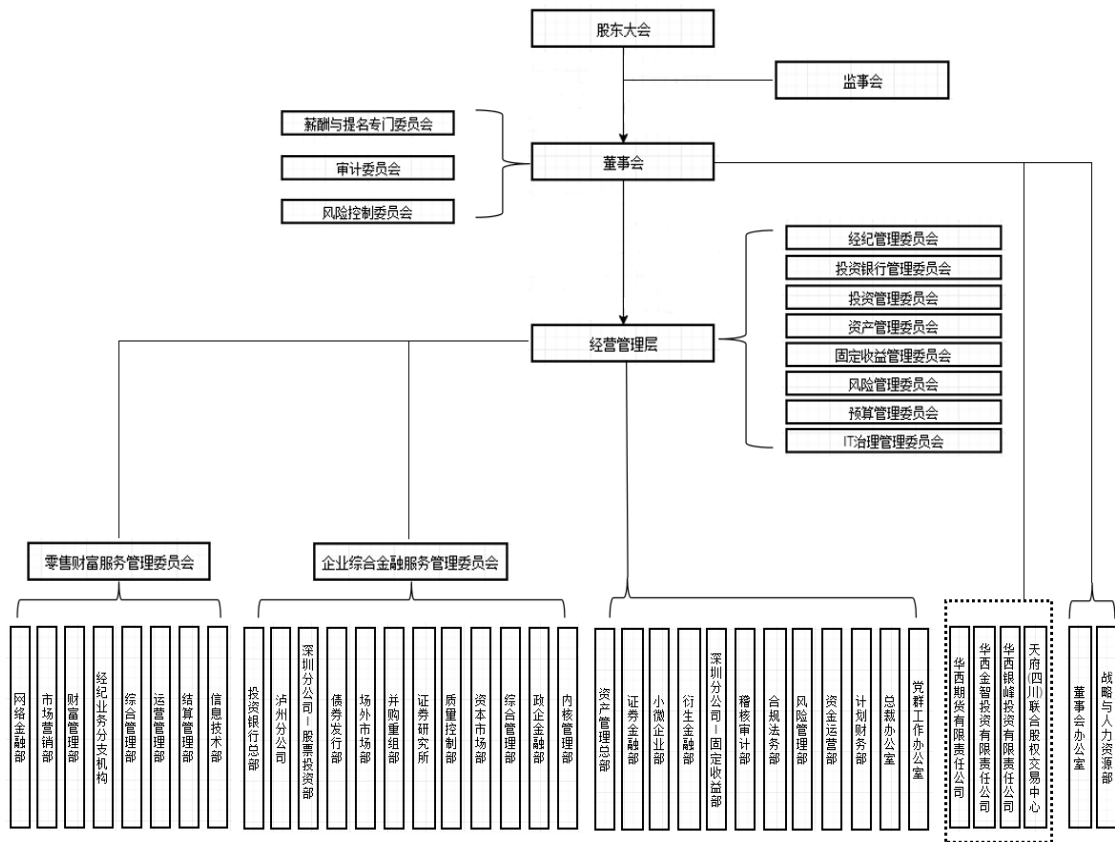 股东大会
监事会
薪酬与提名专门委员会
审计委员会
风险控制委员会
董事会
经纪管理委员会
投资银行管理委员会
投资管理委员会
资产管理委员会
固定收益管理委员会
风险管理委员会
预算管理委员会
IT治理管理委员会
经营管理层
零售财富服务管理委员会
企业综合金融服务管理委员会
网络金融部
市场营销部
财富管理部
经纪业务分支机构
综合管理部
运营管理部
结算管理部
信息技术部
投资银行总部
泸州分公司
深圳分公司－股票投资部
债券发行部
场外市场部
并购重组部
证券研究所
质量控制部
资本市场部
综合管理部
政企金融部
内核管理部
资产管理总部
证券金融部
小微企业部
衍生金融部
深圳分公司－固定收益部
稽核审计部
合规法务部
风险管理部
资金运营部
计划财务部
总裁办公室
党群工作办公室
华西期货有限责任公司
华西金智投资有限责任公司
华西银峰投资有限责任公司
天府(四川)联合股权交易中心
董事会办公室
战略与人力资源部